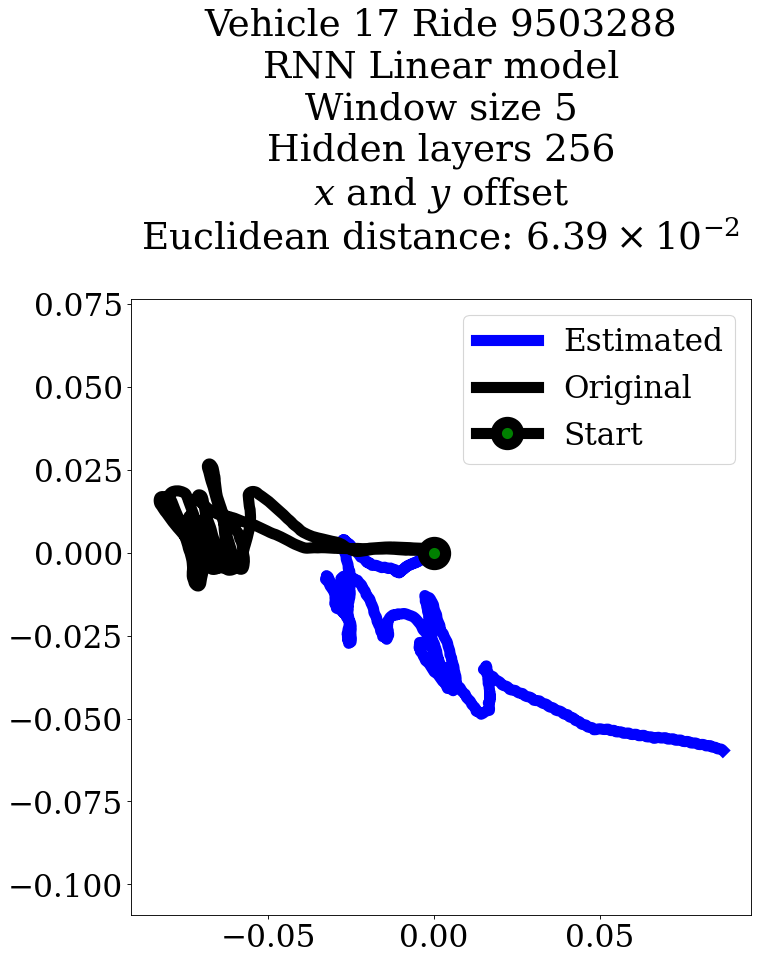 Vehicle 17 Ride 9503288
RNN Linear model
Window size 5
Hidden layers 256
x and y offset
Euclidean distance: 6.39 × 10⁻²
0.075
0.050
0.025
0.000
−0.025
−0.050
−0.075
−0.100
Estimated
Original
Start
−0.05 0.00 0.05